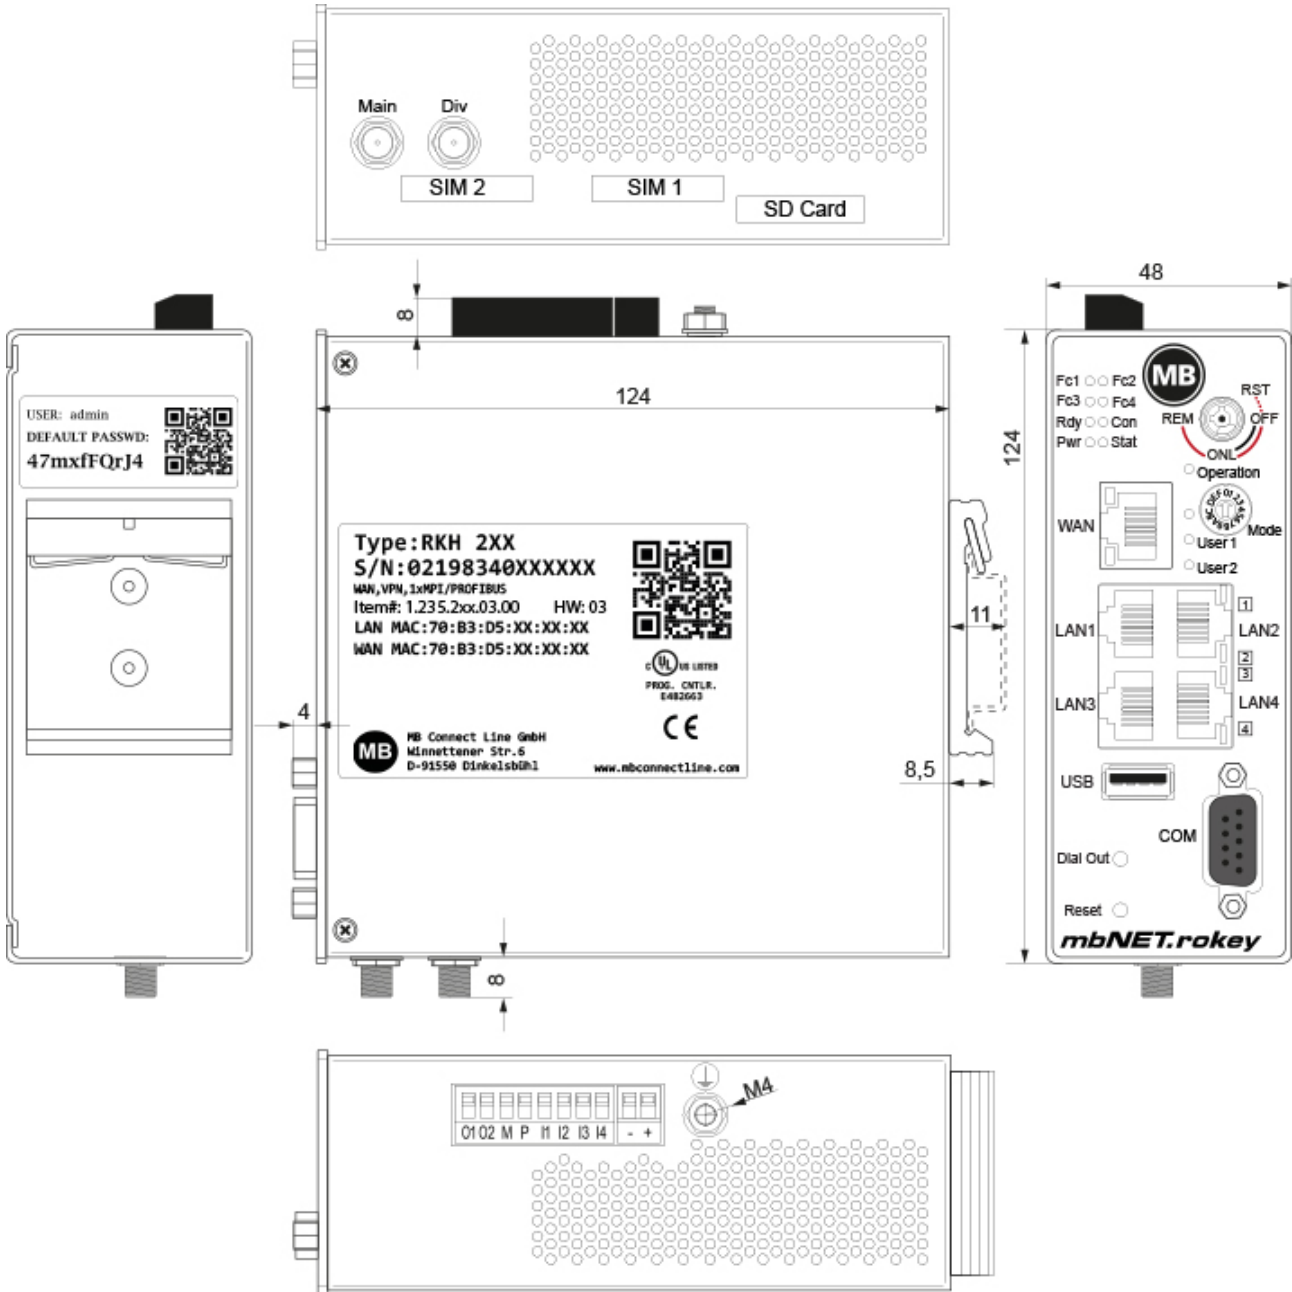 Main Div
SIM 2 SIM 1
SD Card
USER: admin
DEFAULT PASSWD:
47mxfFQrJ4
8
124
Type:RKH 2XX
S/N:02198340XXXXXX
WAN,VPN,1xMPI/PROFIBUS
Item#: 1.235.2xx.03.00 HW: 03
LAN MAC:70:B3:D5:XX:XX:XX
WAN MAC:70:B3:D5:XX:XX:XX
C UL US LISTED
PROG. CNTLR.
E482663
CE
MB
MB Connect Line GmbH
Winnettener Str.6
D-91550 Dinkelsbühl
www.mbconnectline.com
4
11
8,5
8
48
124
MB
Fc1 Fc2
Fc3 Fc4
Rdy Con
Pwr Stat
RST
REM OFF
ONL
Operation
0123456789ABCDEF
Mode
WAN
User1
User2
1
LAN1 LAN2
2
3
LAN3 LAN4
4
USB
COM
Dial Out
Reset
mbNET.rokey
M4
O1 O2 M P I1 I2 I3 I4 - +